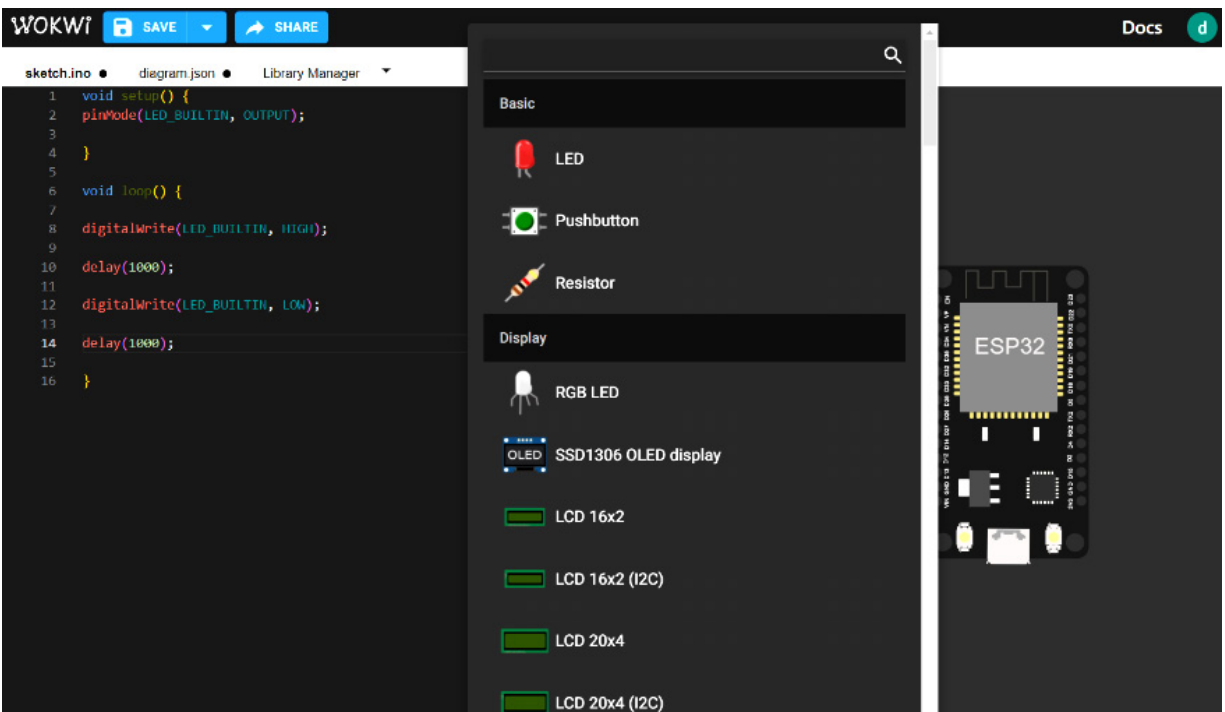 WOKWi SAVE SHARE Docs d
sketch.ino ● diagram.json ● Library Manager
1 void setup() {
2 pinMode(LED_BUILTIN, OUTPUT);
3
4 }
5
6 void loop() {
7
8 digitalWrite(LED_BUILTIN, HIGH);
9
10 delay(1000);
11
12 digitalWrite(LED_BUILTIN, LOW);
13
14 delay(1000);
15
16 }
Basic
LED
Pushbutton
Resistor
Display
RGB LED
OLED SSD1306 OLED display
LCD 16x2
LCD 16x2 (I2C)
LCD 20x4
LCD 20x4 (I2C)
ESP32